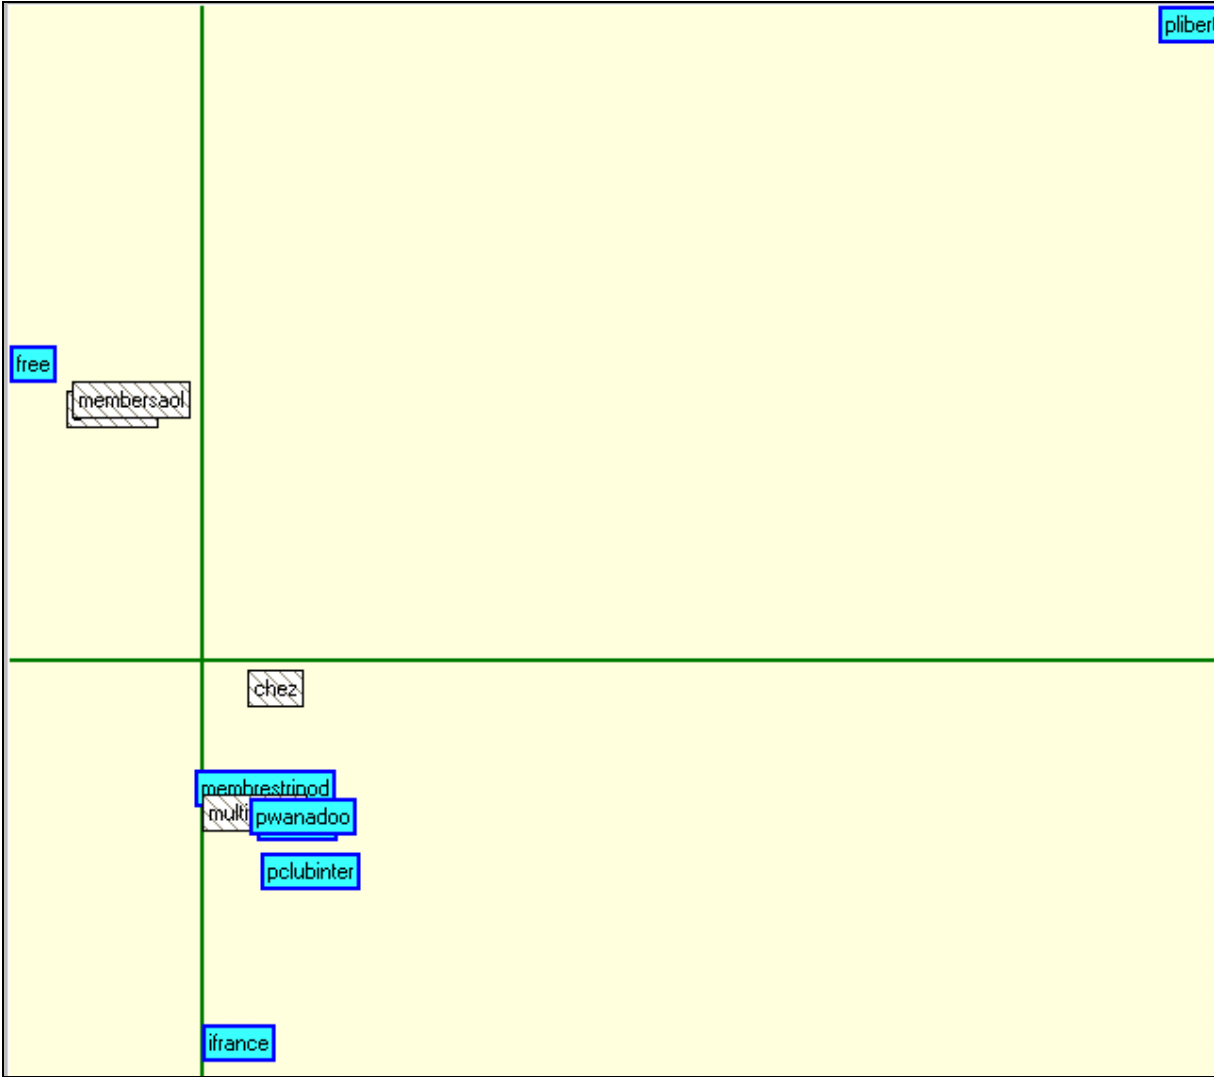 pliber
free
membersaol
chez
membrestripod
multi
pwanadoo
pclubinter
ifrance